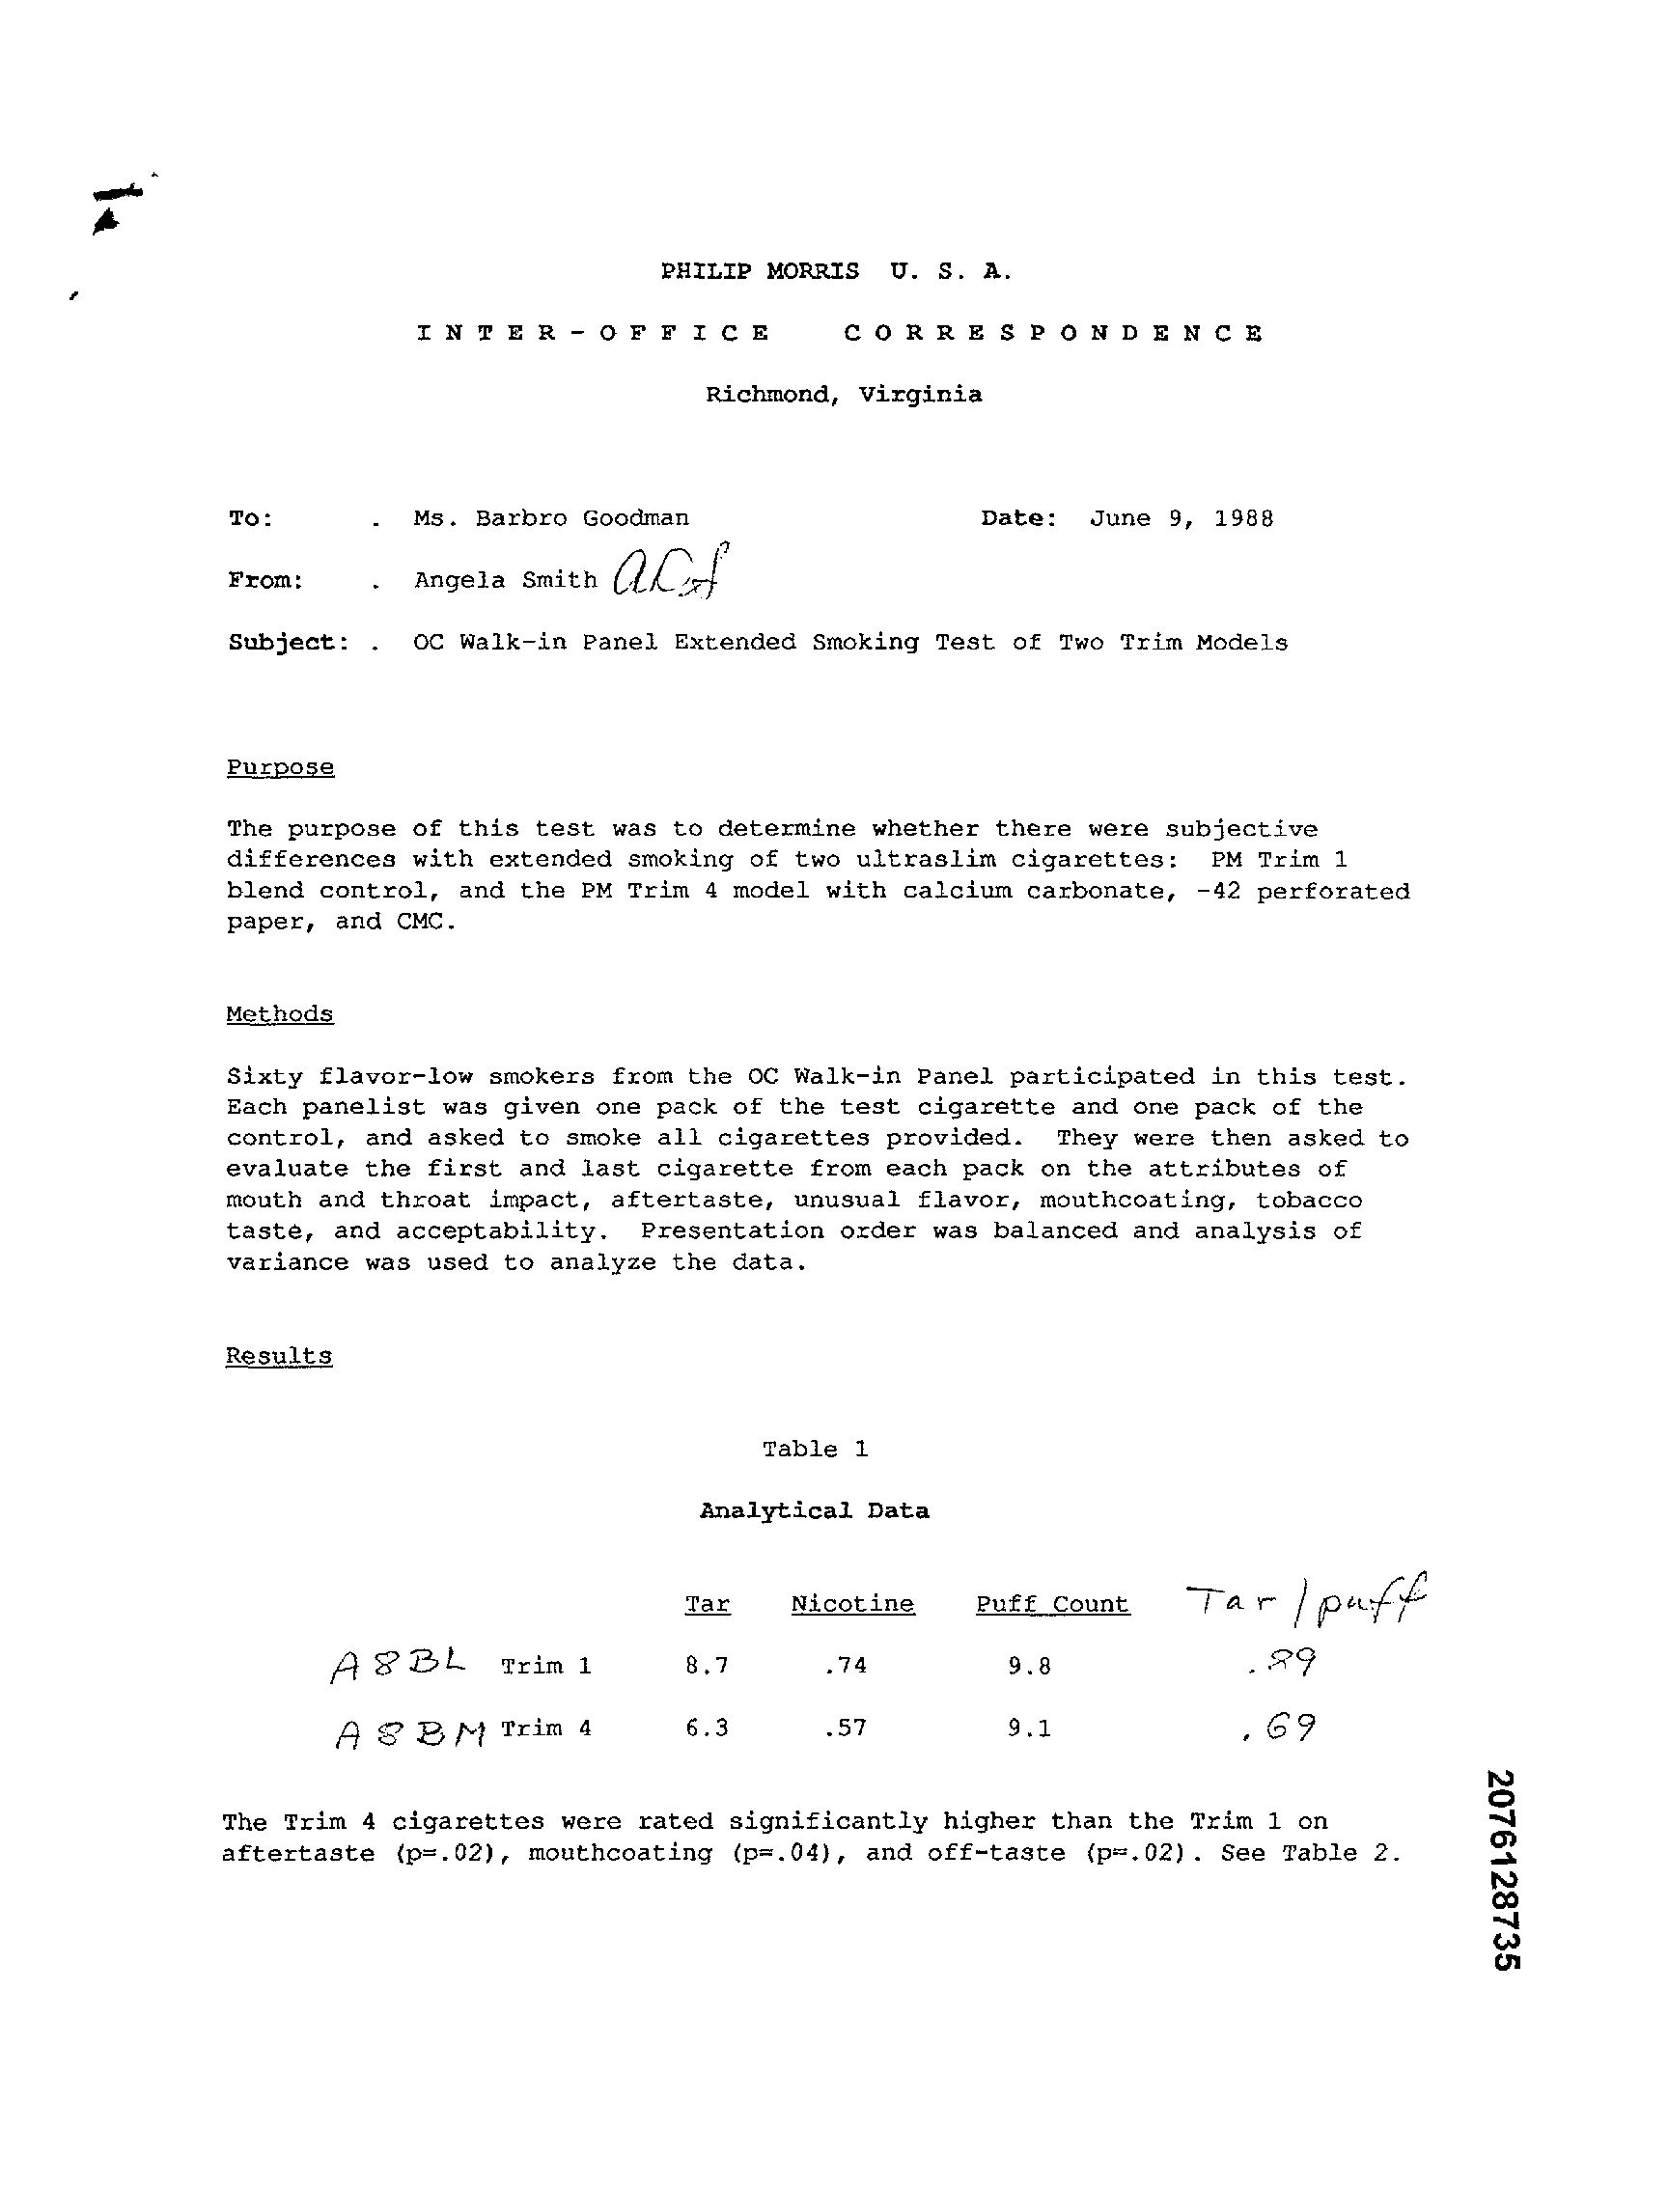 PHILIP MORRIS U. S. A.
INTER-OFFICE CORRESPONDENCE
Richmond, Virginia
To: . Ms. Barbro Goodman Date: June 9, 1988
From: . Angela Smith
Subject: . OC Walk-in Panel Extended Smoking Test of Two Trim Models
Purpose
The purpose of this test was to determine whether there were subjective
differences with extended smoking of two ultraslim cigarettes: PM Trim 1
blend control, and the PM Trim 4 model with calcium carbonate, -42 perforated
paper, and CMC.
Methods
Sixty flavor-low smokers from the OC Walk-in Panel participated in this test.
Each panelist was given one pack of the test cigarette and one pack of the
control, and asked to smoke all cigarettes provided. They were then asked to
evaluate the first and last cigarette from each pack on the attributes of
mouth and throat impact, aftertaste, unusual flavor, mouthcoating, tobacco
taste, and acceptability. Presentation order was balanced and analysis of
variance was used to analyze the data.
Results
Table 1
Analytical Data
Tar Nicotine Puff Count Tar/puff
A8BL Trim 1 8.7 .74 9.8 .89
A8BM Trim 4 6.3 .57 9.1 .69
The Trim 4 cigarettes were rated significantly higher than the Trim 1 on
aftertaste (p=.02), mouthcoating (p=.04), and off-taste (p=.02). See Table 2.
2076128735